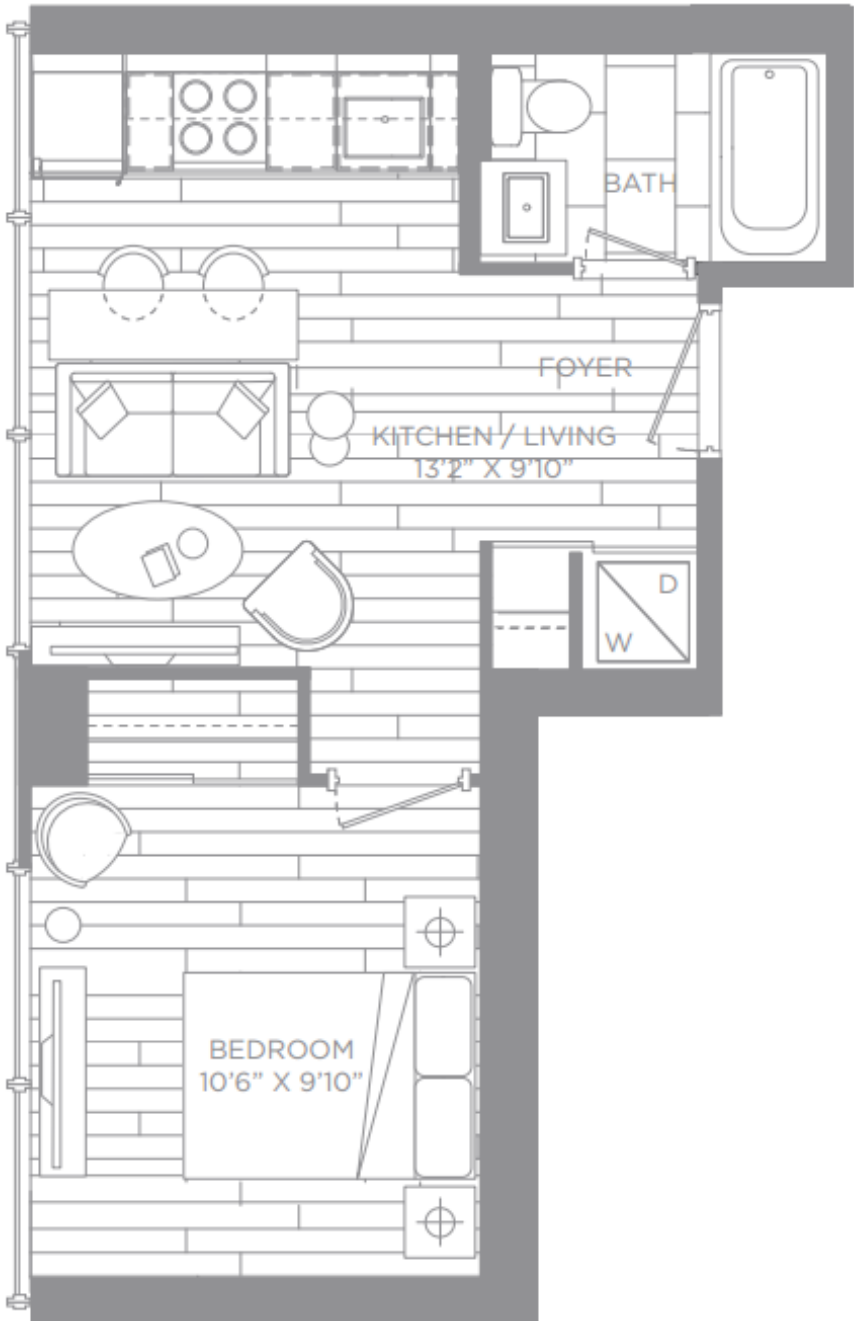 BATH
FOYER
KITCHEN / LIVING
13'2" X 9'10"
D
W
BEDROOM
10'6" X 9'10"